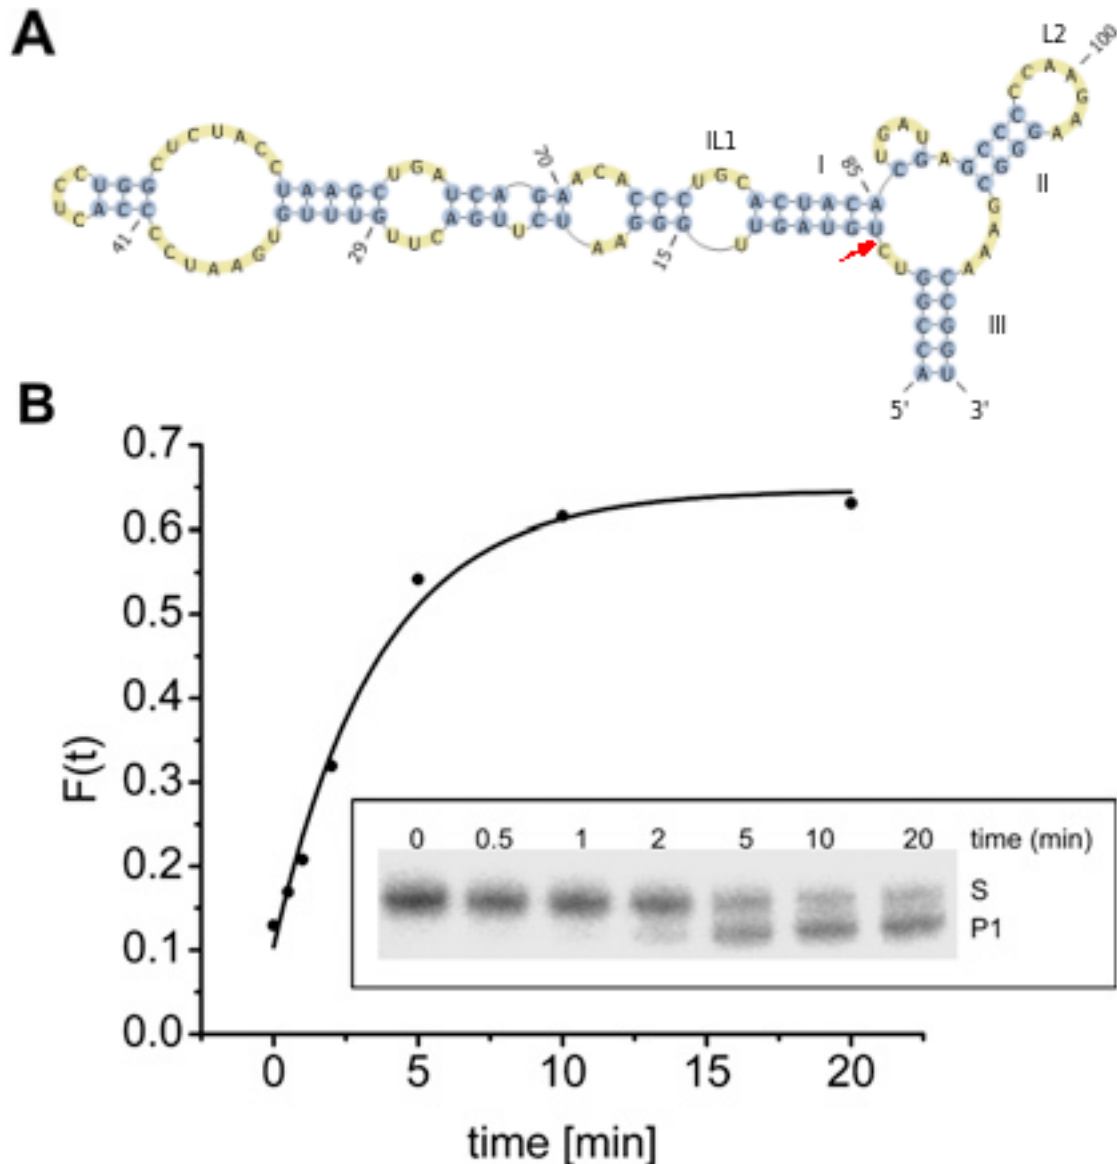 A
L2
100
IL1
I
85
70
II
41
29
15
III
5'
3'
A C C G G U C U G U A G U U G G G A A U C U U G A C U U G U U U G U G A A U C C C C A C U C C U G G C U C U A C C U A A G C U G A U C A G A A C A C C C U G C A C U A C A C U G A U G A G C C C C C A A G A A G G G C G A A A C C G G U
B
F(t)
0.7
0.6
0.5
0.4
0.3
0.2
0.1
0.0
0 0.5 1 2 5 10 20 time (min)
S
P1
0 5 10 15 20
time [min]